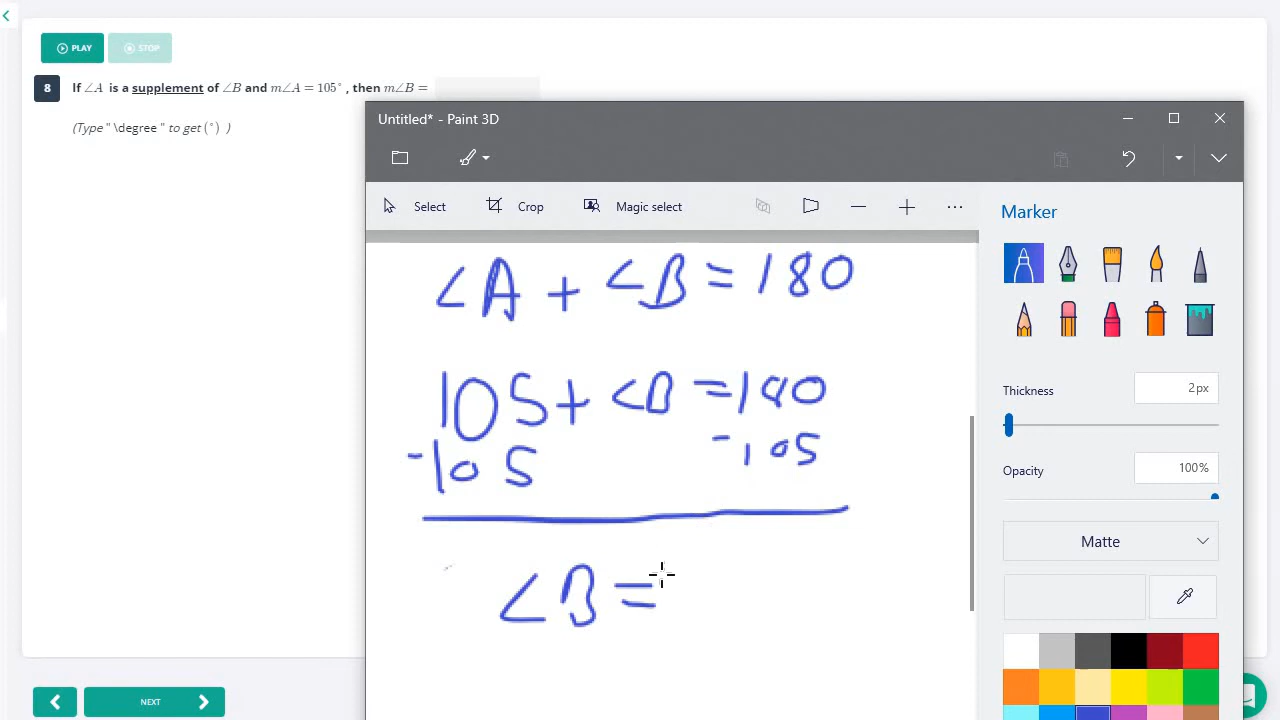 PLAY
STOP
8 If ∠A is a supplement of ∠B and m∠A = 105° , then m∠B =
(Type " \degree " to get (°) )
Untitled* - Paint 3D
Select Crop Magic select
∠A + ∠B = 180
105 + ∠B = 180
-105 -105
∠B =
Marker
Thickness 2px
Opacity 100%
Matte
NEXT